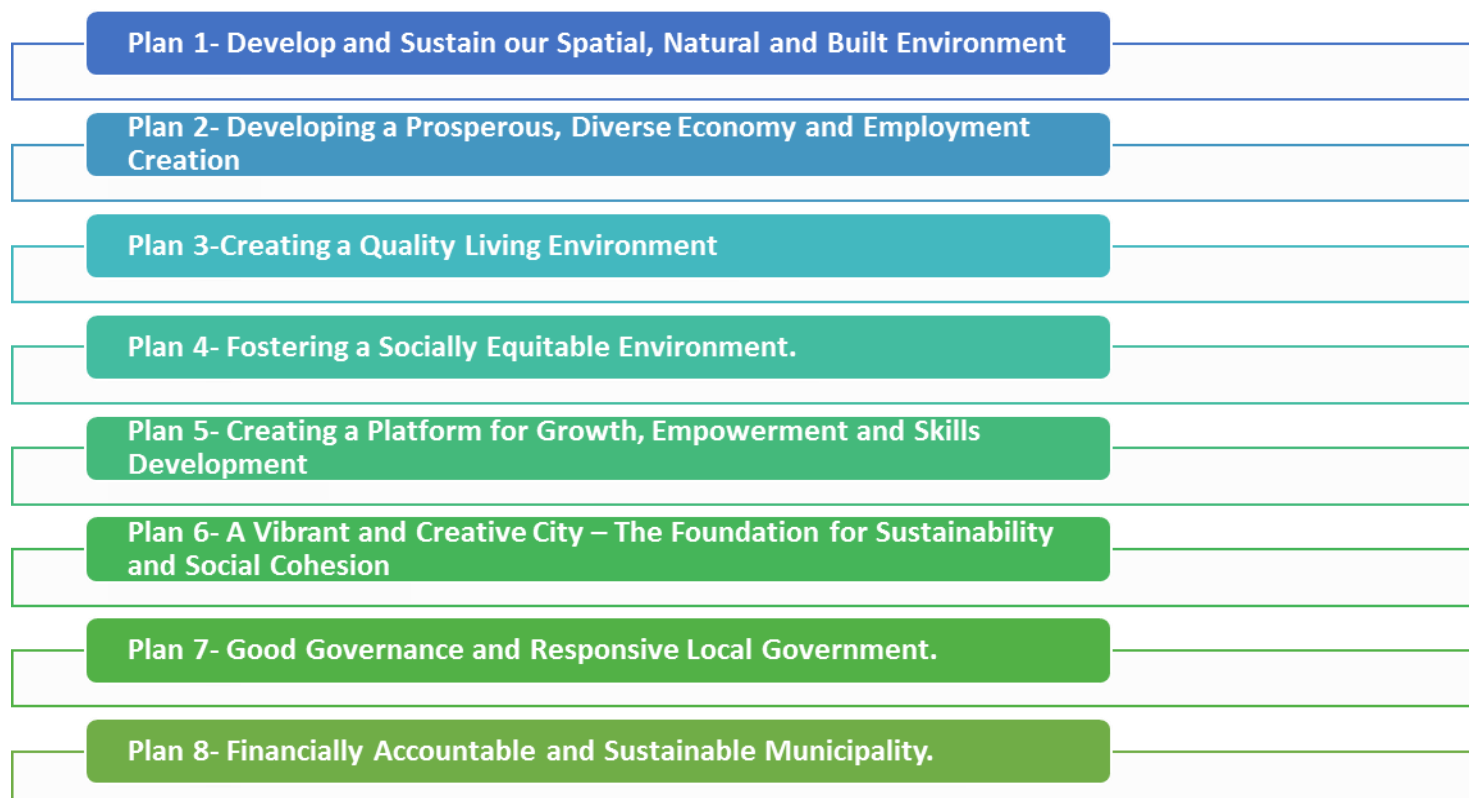 Plan 1- Develop and Sustain our Spatial, Natural and Built Environment
Plan 2- Developing a Prosperous, Diverse Economy and Employment
Creation
Plan 3-Creating a Quality Living Environment
Plan 4- Fostering a Socially Equitable Environment.
Plan 5- Creating a Platform for Growth, Empowerment and Skills
Development
Plan 6- A Vibrant and Creative City – The Foundation for Sustainability
and Social Cohesion
Plan 7- Good Governance and Responsive Local Government.
Plan 8- Financially Accountable and Sustainable Municipality.